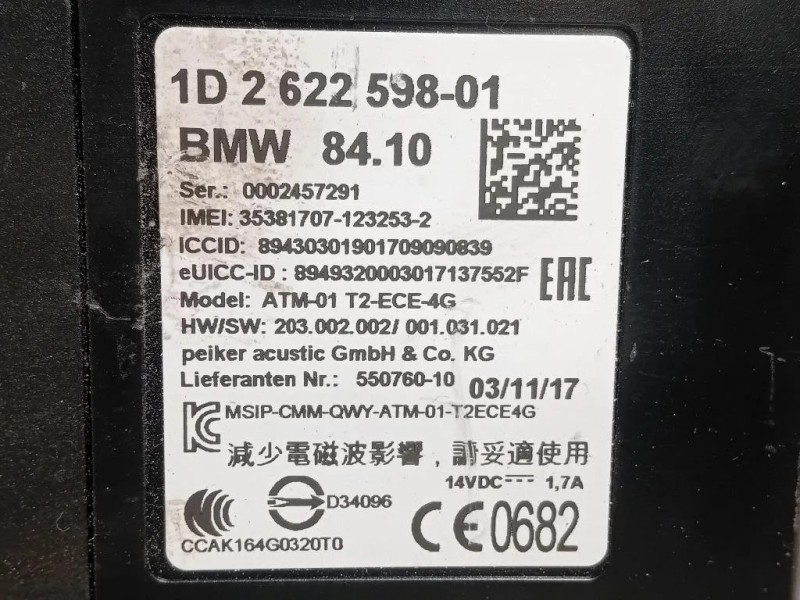 1D 2 622 598-01
BMW 84.10
Ser.: 0002457291
IMEI: 35381707-123253-2
ICCID: 89430301901709090839
eUICC-ID : 8949320003017137552F
EAC
Model: ATM-01 T2-ECE-4G
HW/SW: 203.002.002/ 001.031.021
peiker acustic GmbH & Co. KG
Lieferanten Nr.: 550760-10 03/11/17
MSIP-CMM-QWY-ATM-01-T2ECE4G
減少電磁波影響，請妥適使用
14VDC 1,7A
D34096
CCAK164G0320T0
CE0682